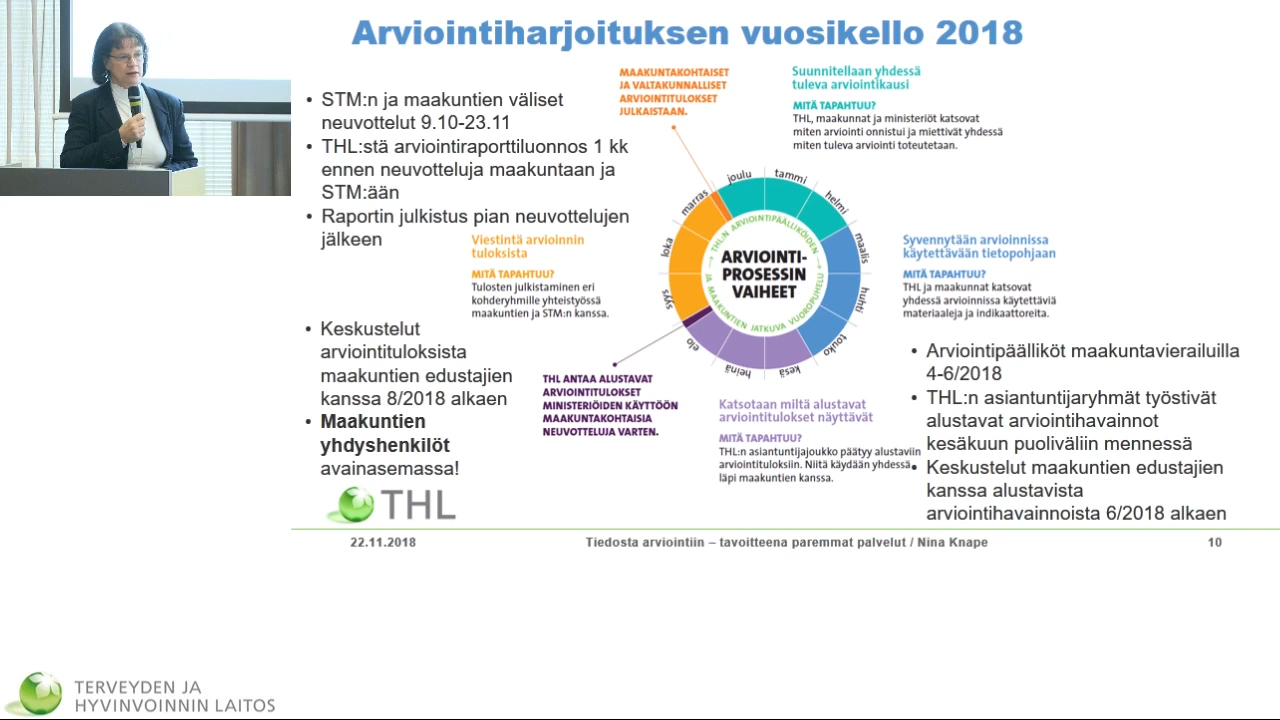 Arviointiharjoituksen vuosikello 2018
• STM:n ja maakuntien väliset
neuvottelut 9.10-23.11
• THL:stä arviointiraporttiluonnos 1 kk
ennen neuvotteluja maakuntaan ja
STM:ään
• Raportin julkistus pian neuvottelujen
jälkeen
MAAKUNTAKOHTAISET
JA VALTAKUNNALLISET
ARVIOINTITULOKSET
JULKAISTAAN.
Suunnitellaan yhdessä
tuleva arviointikausi
MITÄ TAPAHTUU?
THL, maakunnat ja ministeriöt katsovat
miten arviointi onnistui ja miettivät yhdessä
miten tuleva arviointi toteutetaan.
Viestintä arvioinnin
tuloksista
MITÄ TAPAHTUU?
Tulosten julkistaminen eri
kohderyhmille yhteistyössä
maakuntien ja STM:n kanssa.
tammi
helmi
maalis
huhti
touko
kesä
heinä
elo
syys
loka
marras
joulu
THL:N ARVIOINTIPÄÄLLIKÖIDEN
JA MAAKUNTIEN JATKUVA VUOROPUHELU
ARVIOINTI-
PROSESSIN
VAIHEET
Syvennytään arvioinnissa
käytettävään tietopohjaan
MITÄ TAPAHTUU?
THL ja maakunnat katsovat
yhdessä arvioinnissa käytettäviä
materiaaleja ja indikaattoreita.
• Keskustelut
arviointituloksista
maakuntien edustajien
kanssa 8/2018 alkaen
• Maakuntien
yhdyshenkilöt
avainasemassa!
THL ANTAA ALUSTAVAT
ARVIOINTITULOKSET
MINISTERIÖIDEN KÄYTTÖÖN
MAAKUNTAKOHTAISIA
NEUVOTTELUJA VARTEN.
Katsotaan miltä alustavat
arviointitulokset näyttävät
MITÄ TAPAHTUU?
THL:n asiantuntijajoukko päätyy alustaviin
arviointituloksiin. Niitä käydään yhdessä
läpi maakuntien kanssa.
• Arviointipäälliköt maakuntavierailuilla
4-6/2018
• THL:n asiantuntijaryhmät työstivät
alustavat arviointihavainnot
kesäkuun puoliväliin mennessä
• Keskustelut maakuntien edustajien
kanssa alustavista
arviointihavainnoista 6/2018 alkaen
THL
22.11.2018
Tiedosta arviointiin – tavoitteena paremmat palvelut / Nina Knape
10
TERVEYDEN JA
HYVINVOINNIN LAITOS